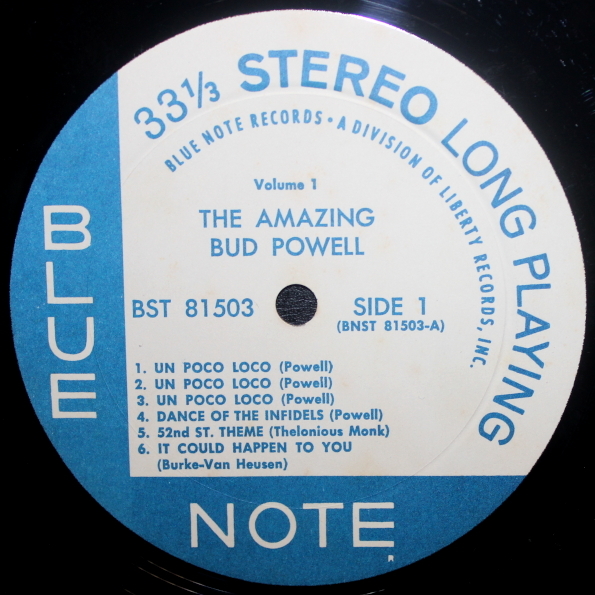 33⅓ STEREO LONG PLAYING
BLUE NOTE RECORDS • A DIVISION OF LIBERTY RECORDS, INC.
Volume 1
THE AMAZING
BUD POWELL
BST 81503
SIDE 1
(BNST 81503-A)
1. UN POCO LOCO (Powell)
2. UN POCO LOCO (Powell)
3. UN POCO LOCO (Powell)
4. DANCE OF THE INFIDELS (Powell)
5. 52nd ST. THEME (Thelonious Monk)
6. IT COULD HAPPEN TO YOU
(Burke-Van Heusen)
BLUE
NOTE